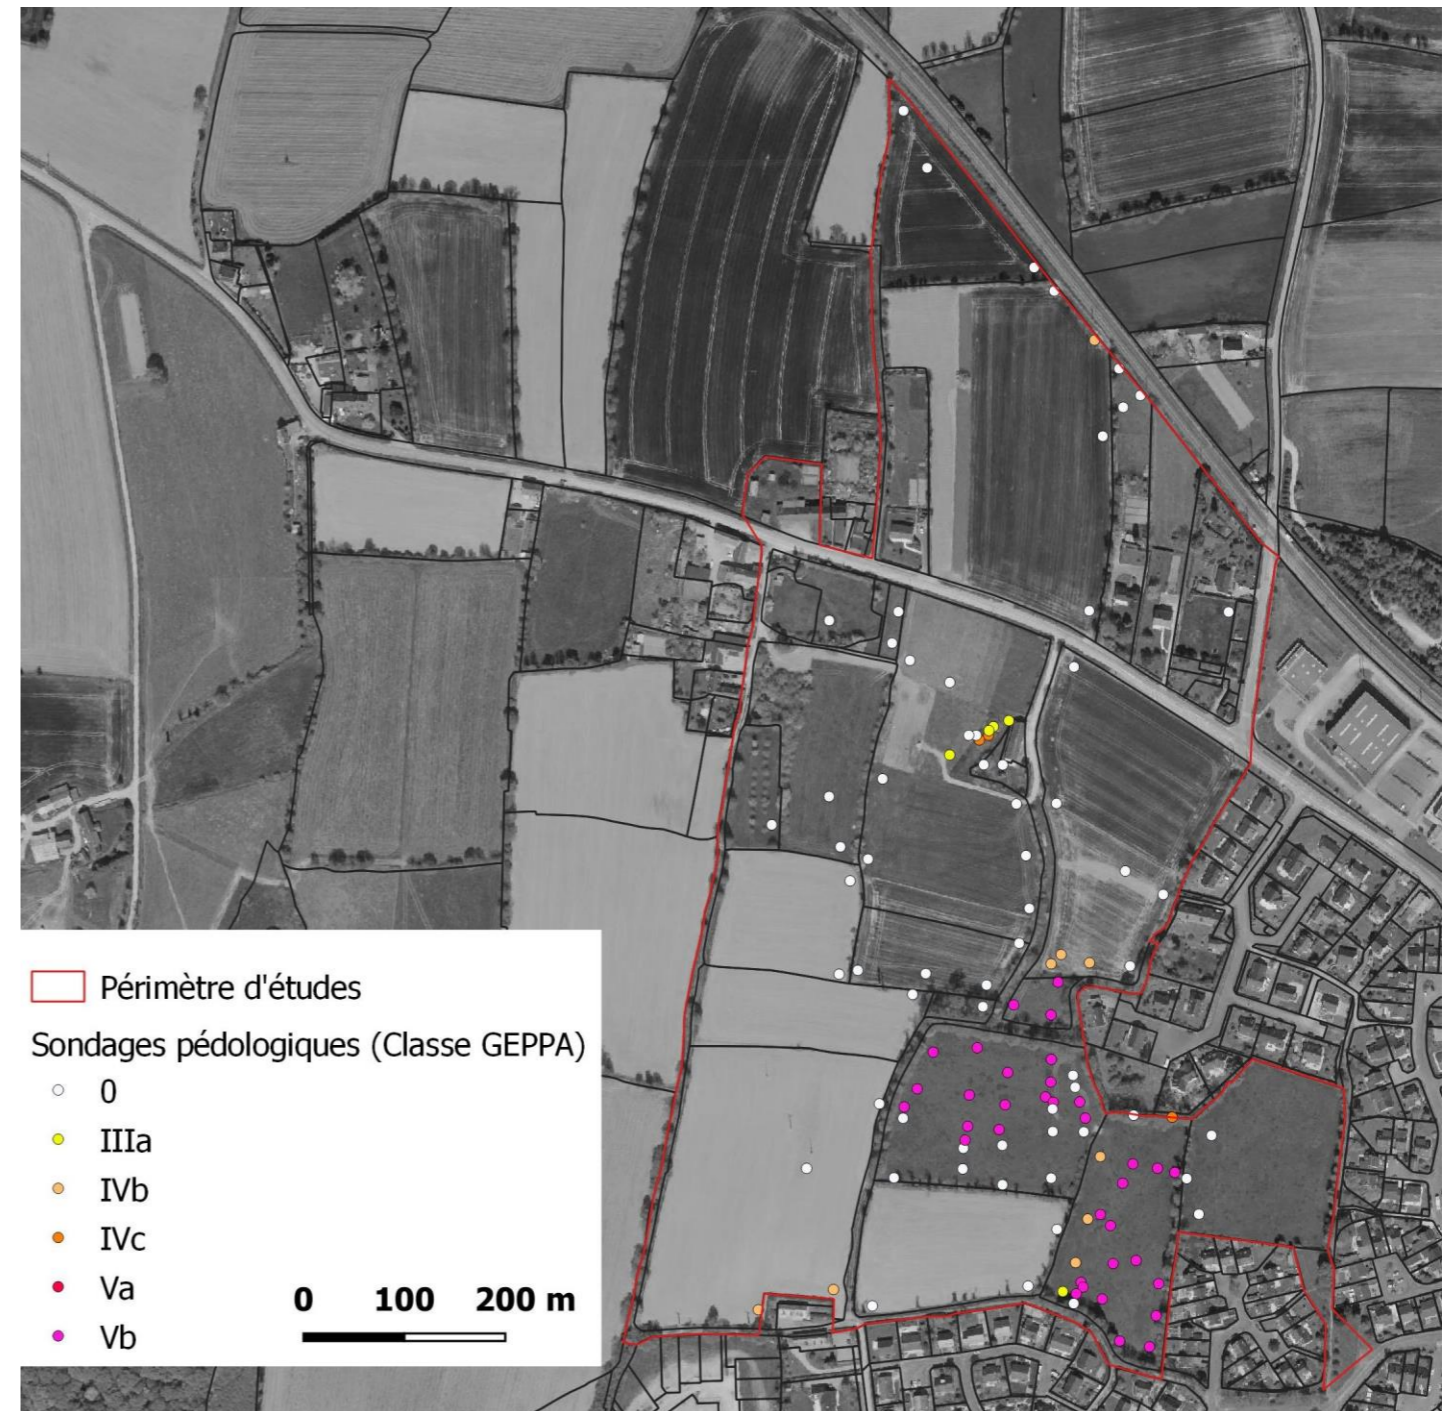 Périmètre d'études
Sondages pédologiques (Classe GEPPA)
0
IIIa
IVb
IVc
Va
Vb
0 100 200 m